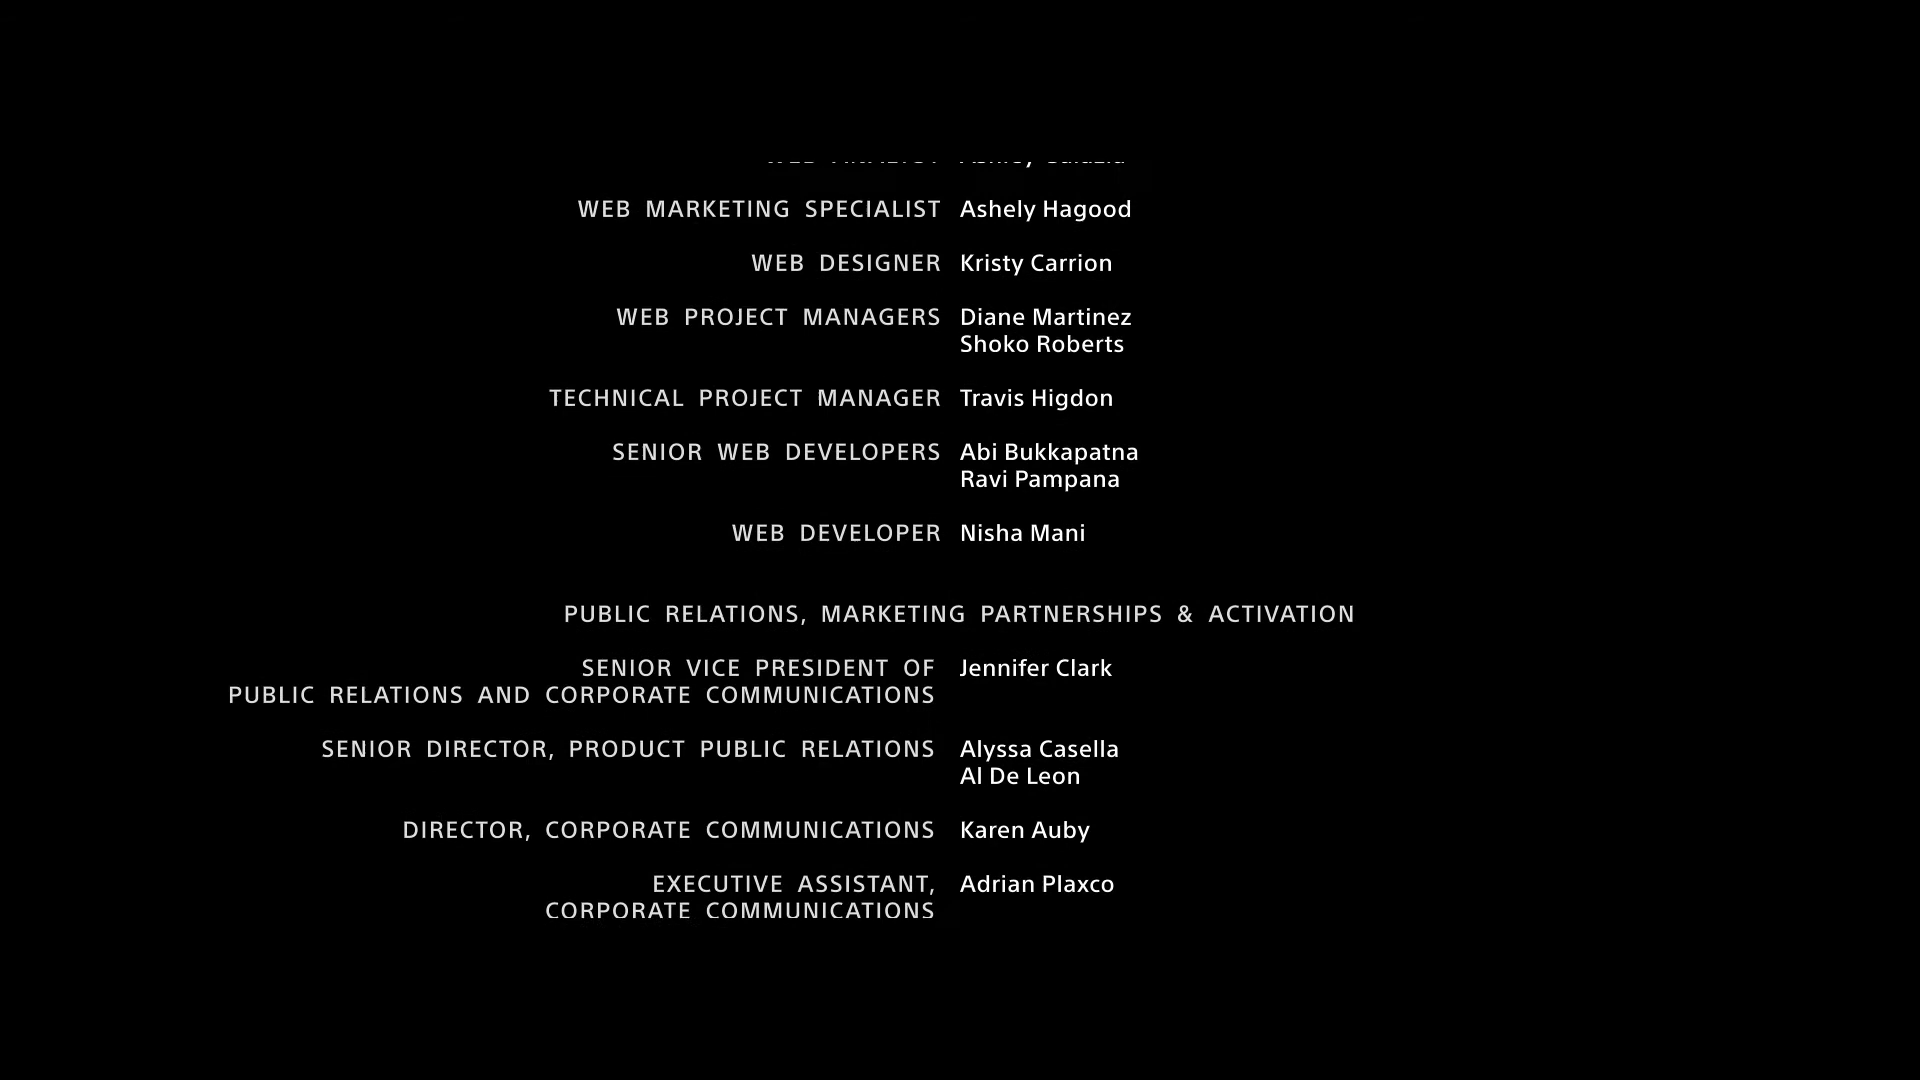 WEB MARKETING SPECIALIST Ashely Hagood
WEB DESIGNER Kristy Carrion
WEB PROJECT MANAGERS Diane Martinez
Shoko Roberts
TECHNICAL PROJECT MANAGER Travis Higdon
SENIOR WEB DEVELOPERS Abi Bukkapatna
Ravi Pampana
WEB DEVELOPER Nisha Mani
PUBLIC RELATIONS, MARKETING PARTNERSHIPS & ACTIVATION
SENIOR VICE PRESIDENT OF Jennifer Clark
PUBLIC RELATIONS AND CORPORATE COMMUNICATIONS
SENIOR DIRECTOR, PRODUCT PUBLIC RELATIONS Alyssa Casella
Al De Leon
DIRECTOR, CORPORATE COMMUNICATIONS Karen Auby
EXECUTIVE ASSISTANT, Adrian Plaxco
CORPORATE COMMUNICATIONS